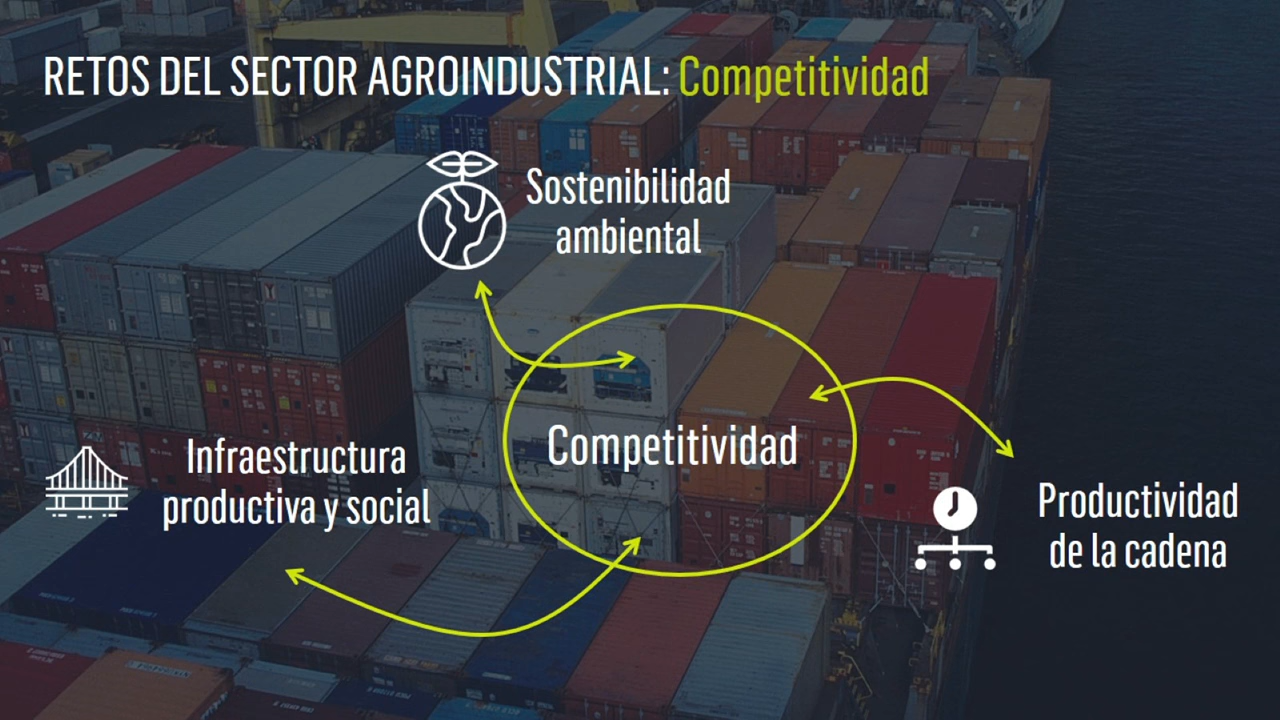 RETOS DEL SECTOR AGROINDUSTRIAL: Competitividad
Sostenibilidad
ambiental
Competitividad
Infraestructura
productiva y social
Productividad
de la cadena